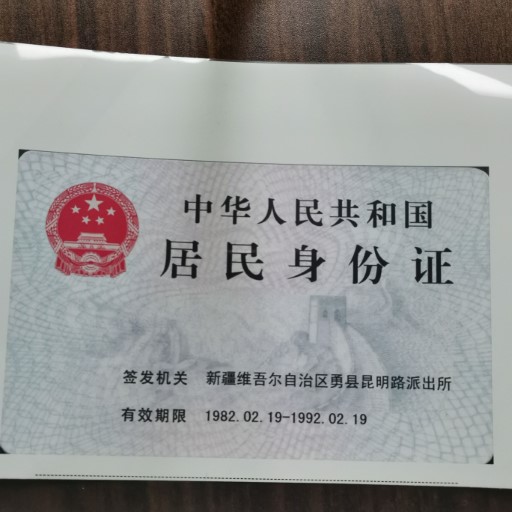 中华人民共和国
居民身份证
签发机关 新疆维吾尔自治区勇县昆明路派出所
有效期限 1982.02.19-1992.02.19